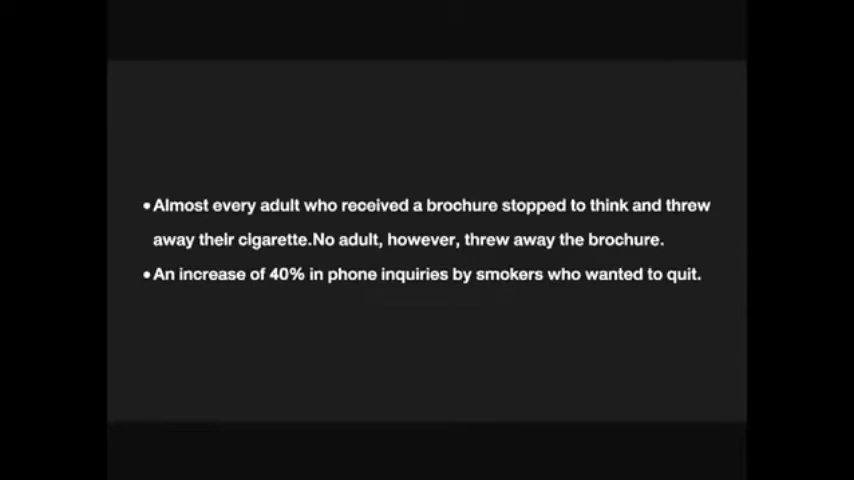 •Almost every adult who received a brochure stopped to think and threw
away their cigarette.No adult, however, threw away the brochure.
•An increase of 40% in phone inquiries by smokers who wanted to quit.